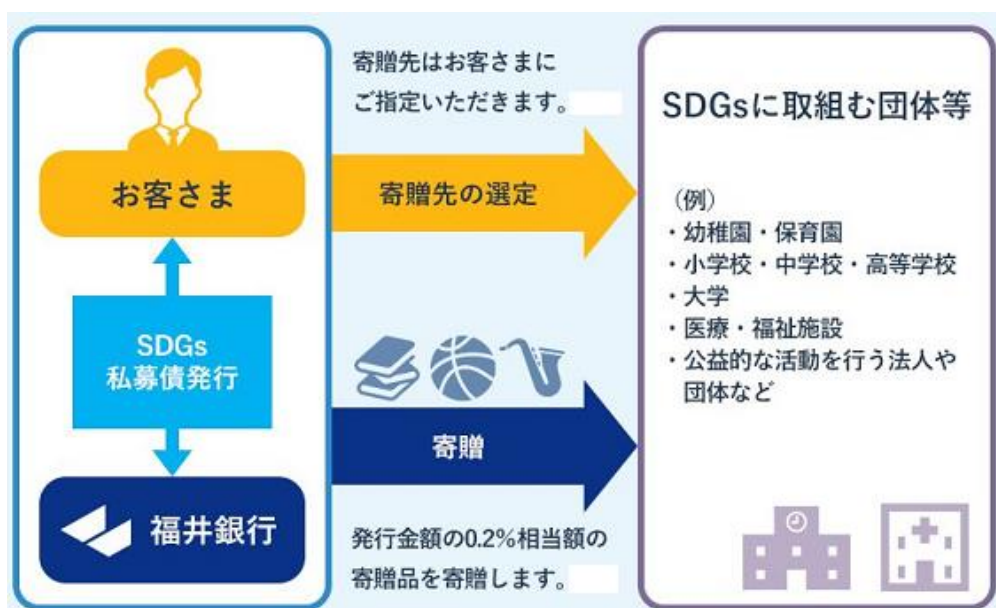 お客さま
SDGs
私募債発行
福井銀行
寄贈先はお客さまに
ご指定いただきます。
寄贈先の選定
寄贈
発行金額の0.2%相当額の
寄贈品を寄贈します。
SDGsに取組む団体等
(例)
・幼稚園・保育園
・小学校・中学校・高等学校
・大学
・医療・福祉施設
・公益的な活動を行う法人や
団体など